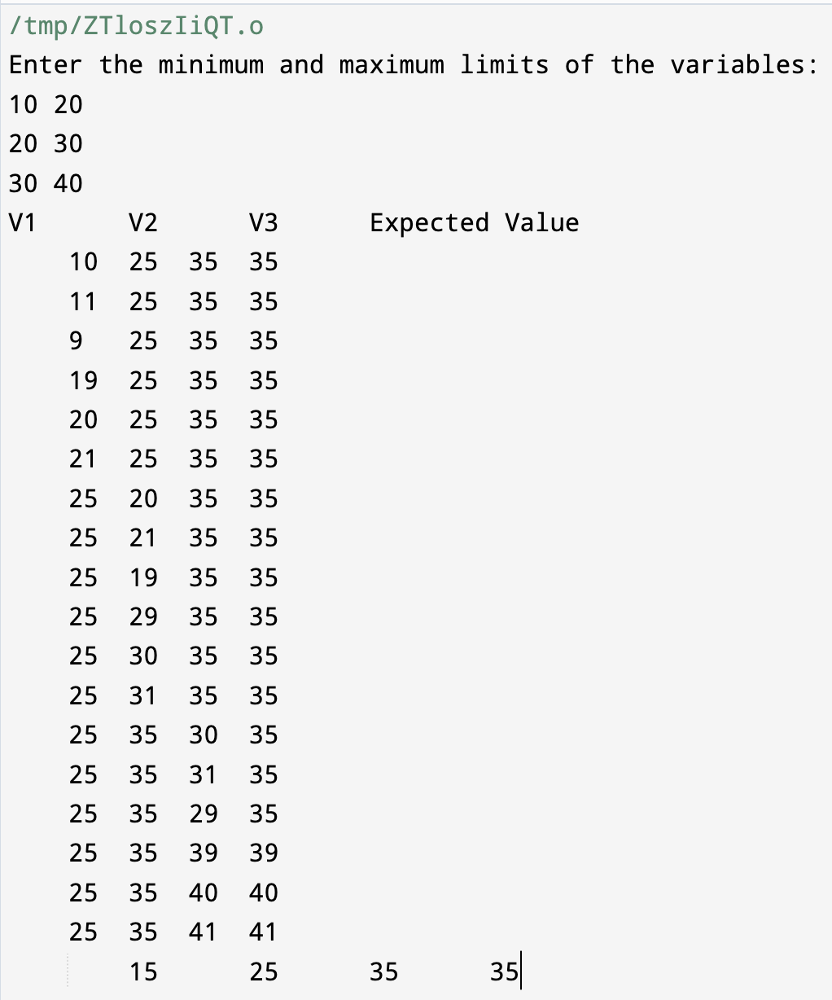 /tmp/ZTloszIiQT.o
Enter the minimum and maximum limits of the variables:
10 20
20 30
30 40
V1 V2 V3 Expected Value
10 25 35 35
11 25 35 35
9 25 35 35
19 25 35 35
20 25 35 35
21 25 35 35
25 20 35 35
25 21 35 35
25 19 35 35
25 29 35 35
25 30 35 35
25 31 35 35
25 35 30 35
25 35 31 35
25 35 29 35
25 35 39 39
25 35 40 40
25 35 41 41
15 25 35 35